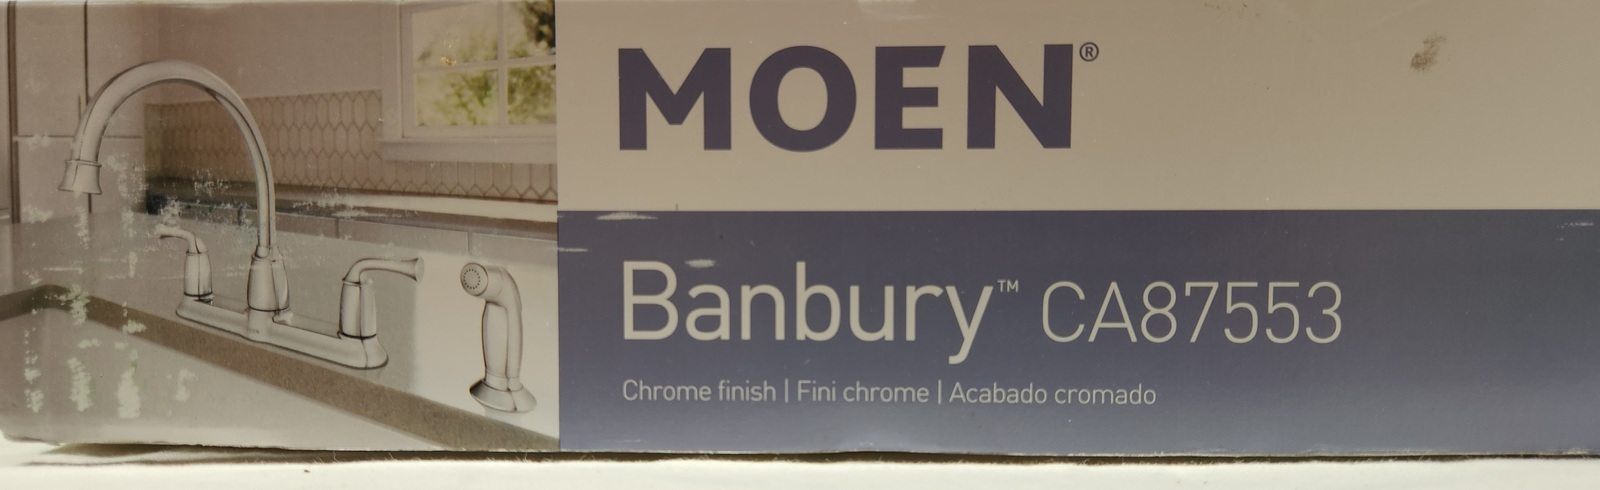 MOEN®
Banbury™ CA87553
Chrome finish | Fini chrome | Acabado cromado